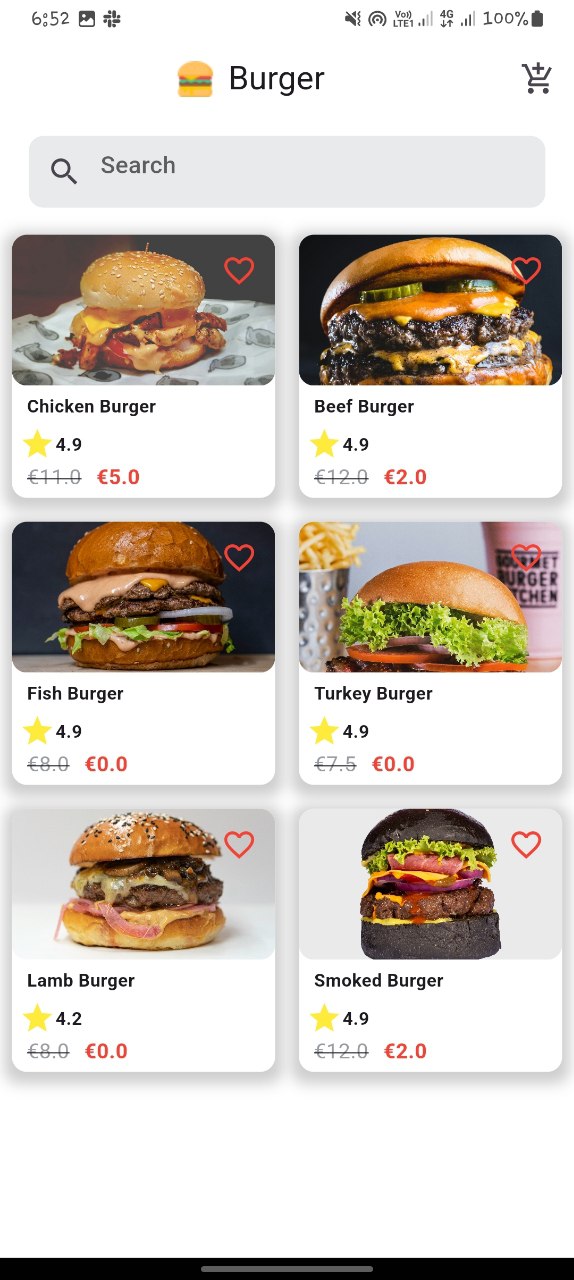 6:52
Vo))
LTE1
4G
100%
Burger
Search
Chicken Burger
4.9
€11.0 €5.0
Beef Burger
4.9
€12.0 €2.0
Fish Burger
4.9
€8.0 €0.0
GOURMET
BURGER
KITCHEN
Turkey Burger
4.9
€7.5 €0.0
Lamb Burger
4.2
€8.0 €0.0
Smoked Burger
4.9
€12.0 €2.0